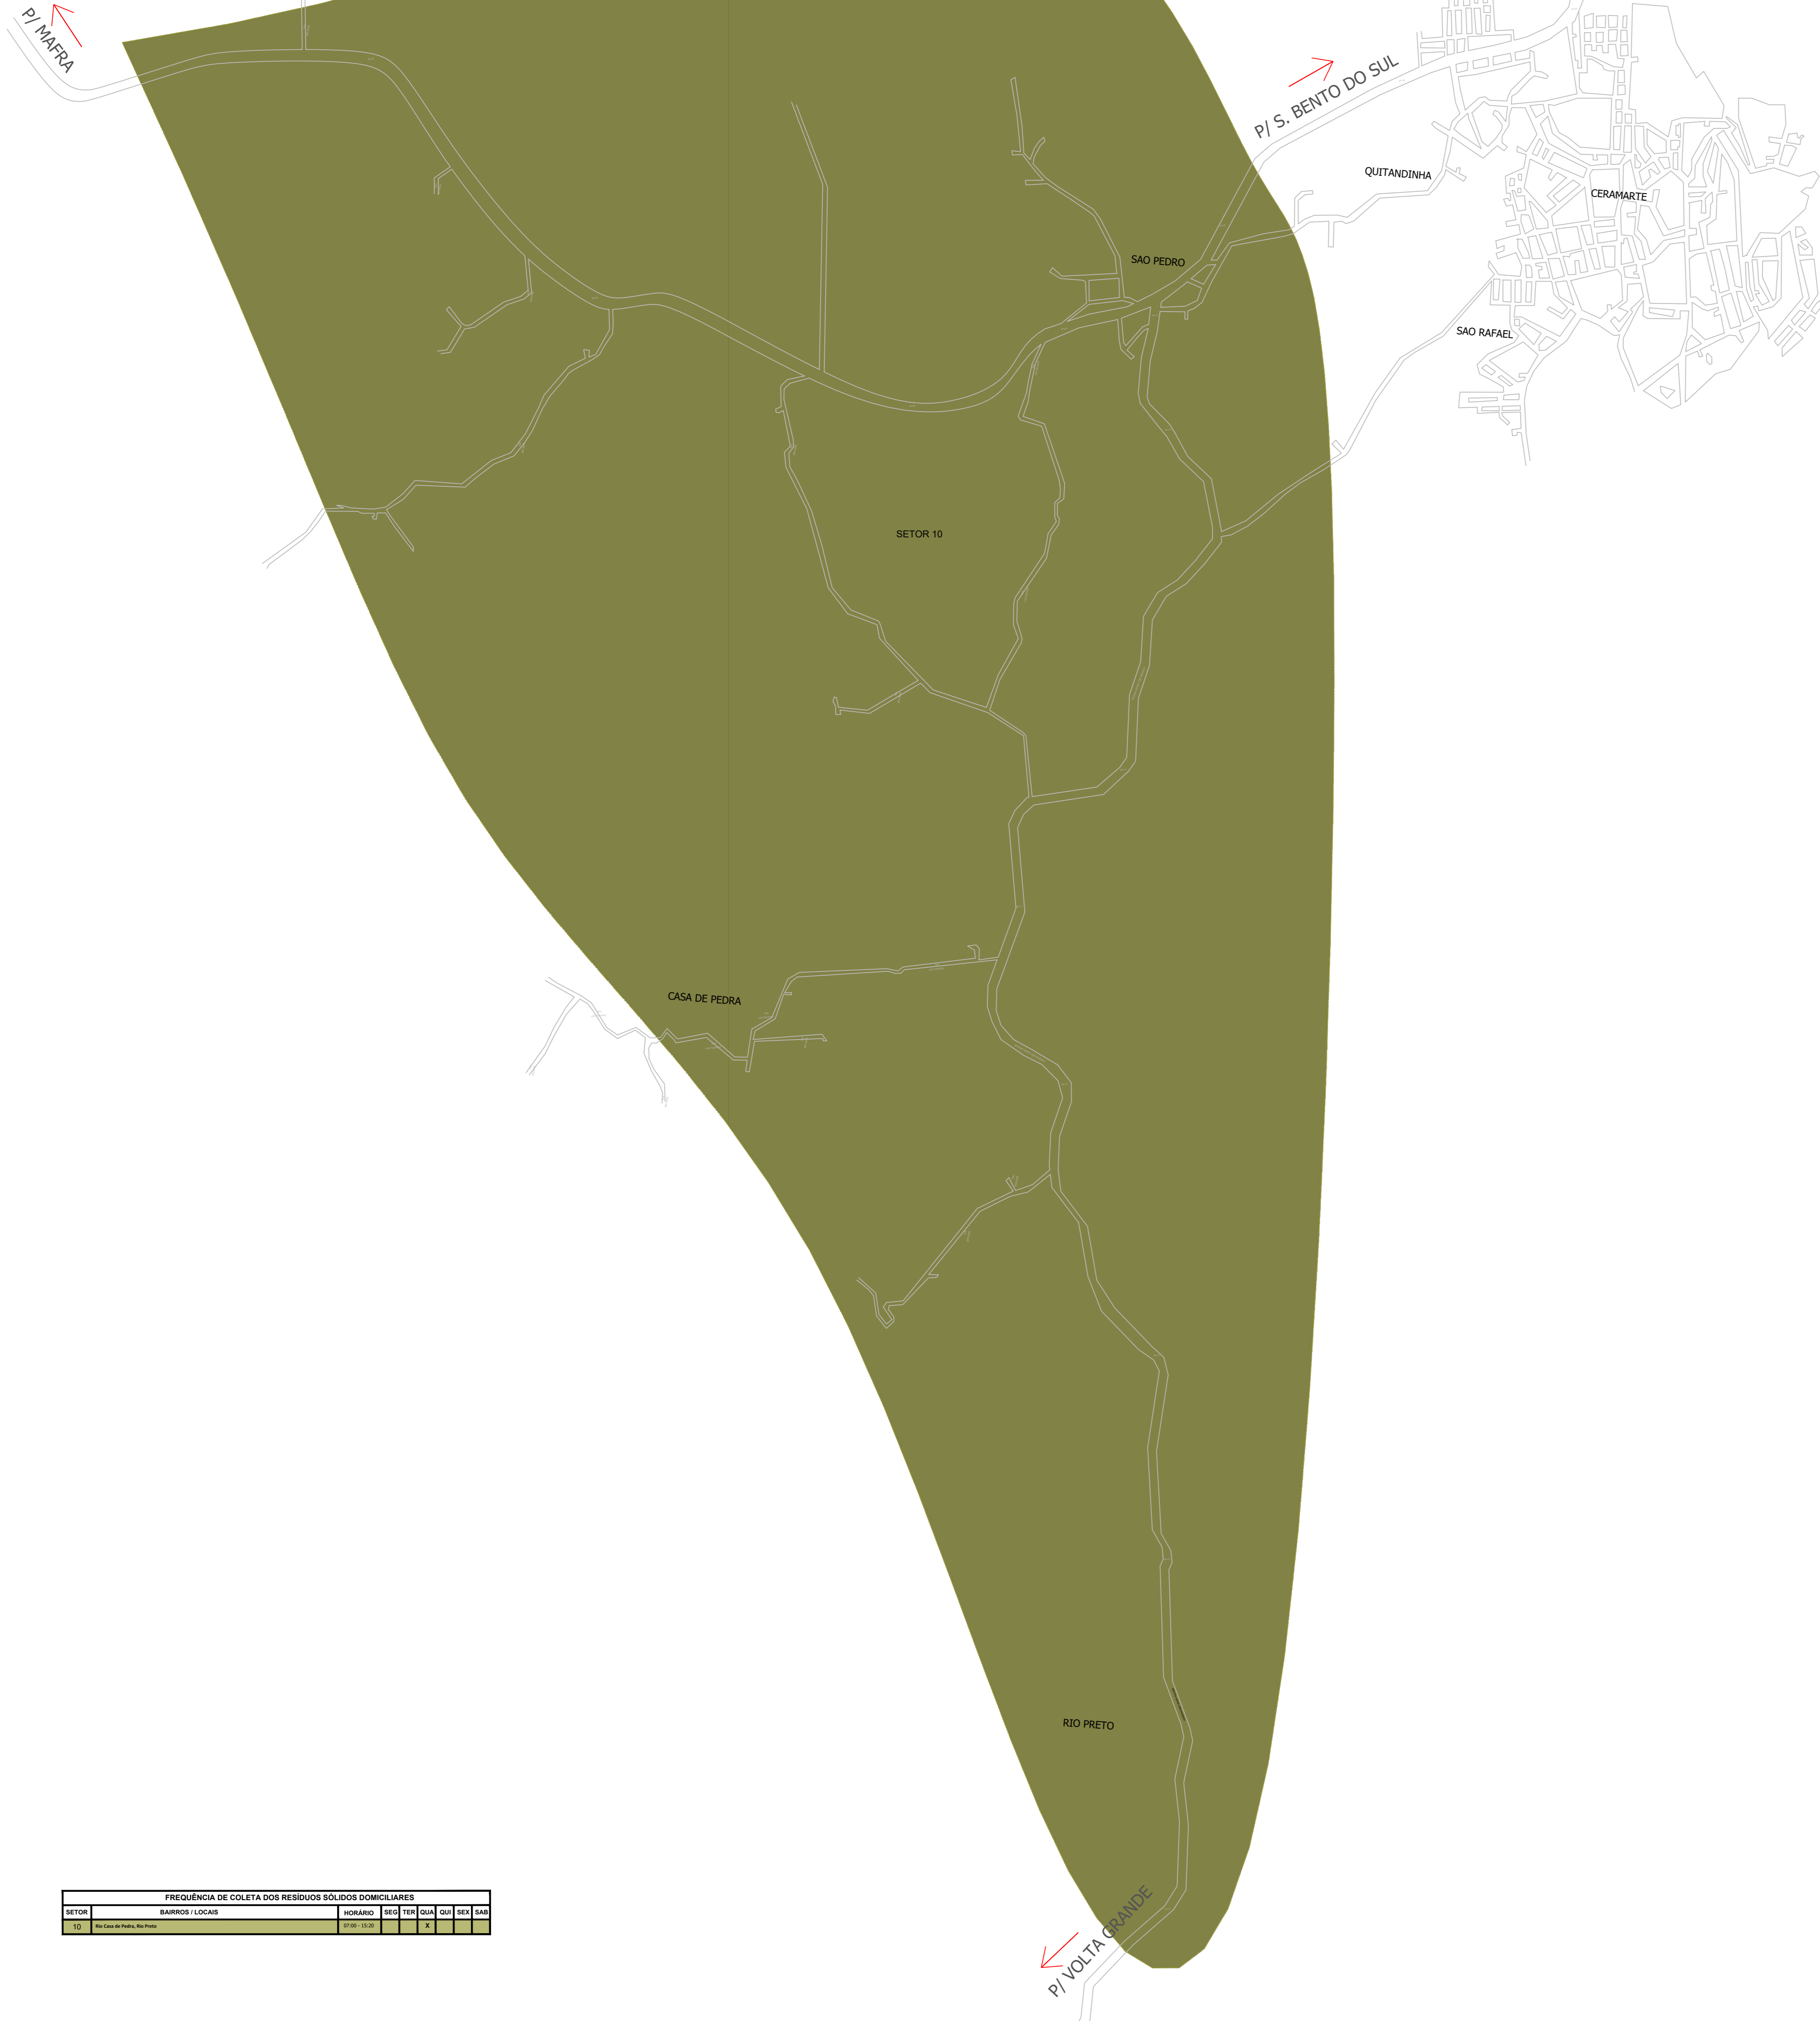 P/ MAFRA
P/ S. BENTO DO SUL
QUITANDINHA
CERAMARTE
SAO PEDRO
SAO RAFAEL
SETOR 10
CASA DE PEDRA
RIO PRETO
P/ VOLTA GRANDE
FREQUÊNCIA DE COLETA DOS RESÍDUOS SÓLIDOS DOMICILIARES
SETOR BAIRROS / LOCAIS HORÁRIO SEG TER QUA QUI SEX SAB
10 Rio Casa de Pedra, Rio Preto 07:00 - 15:20 X